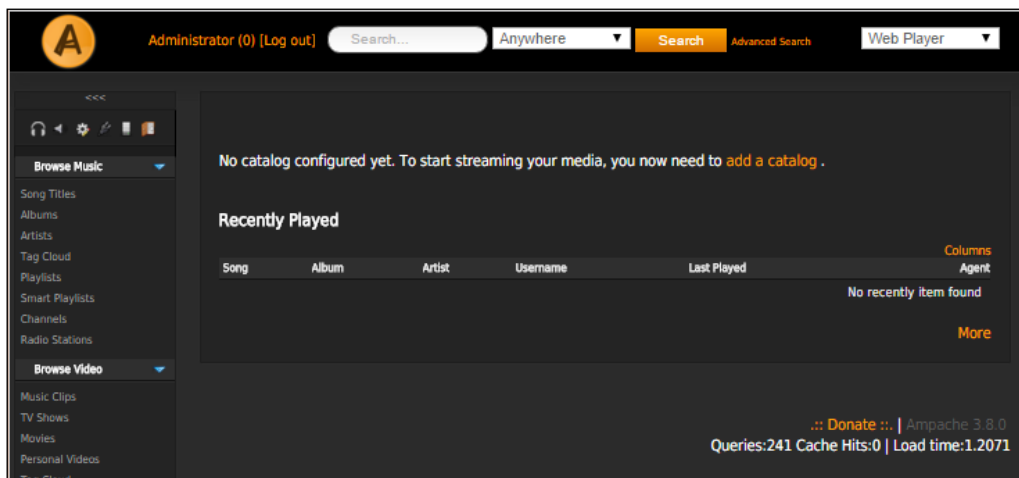 Administrator (0) [Log out] Search... Anywhere Search Advanced Search Web Player
<<<
Browse Music
Song Titles
Albums
Artists
Tag Cloud
Playlists
Smart Playlists
Channels
Radio Stations
Browse Video
Music Clips
TV Shows
Movies
Personal Videos
Tag Cloud
No catalog configured yet. To start streaming your media, you now need to add a catalog .
Recently Played
Columns
Song Album Artist Username Last Played Agent
No recently item found
More
.:: Donate ::. | Ampache 3.8.0
Queries:241 Cache Hits:0 | Load time:1.2071